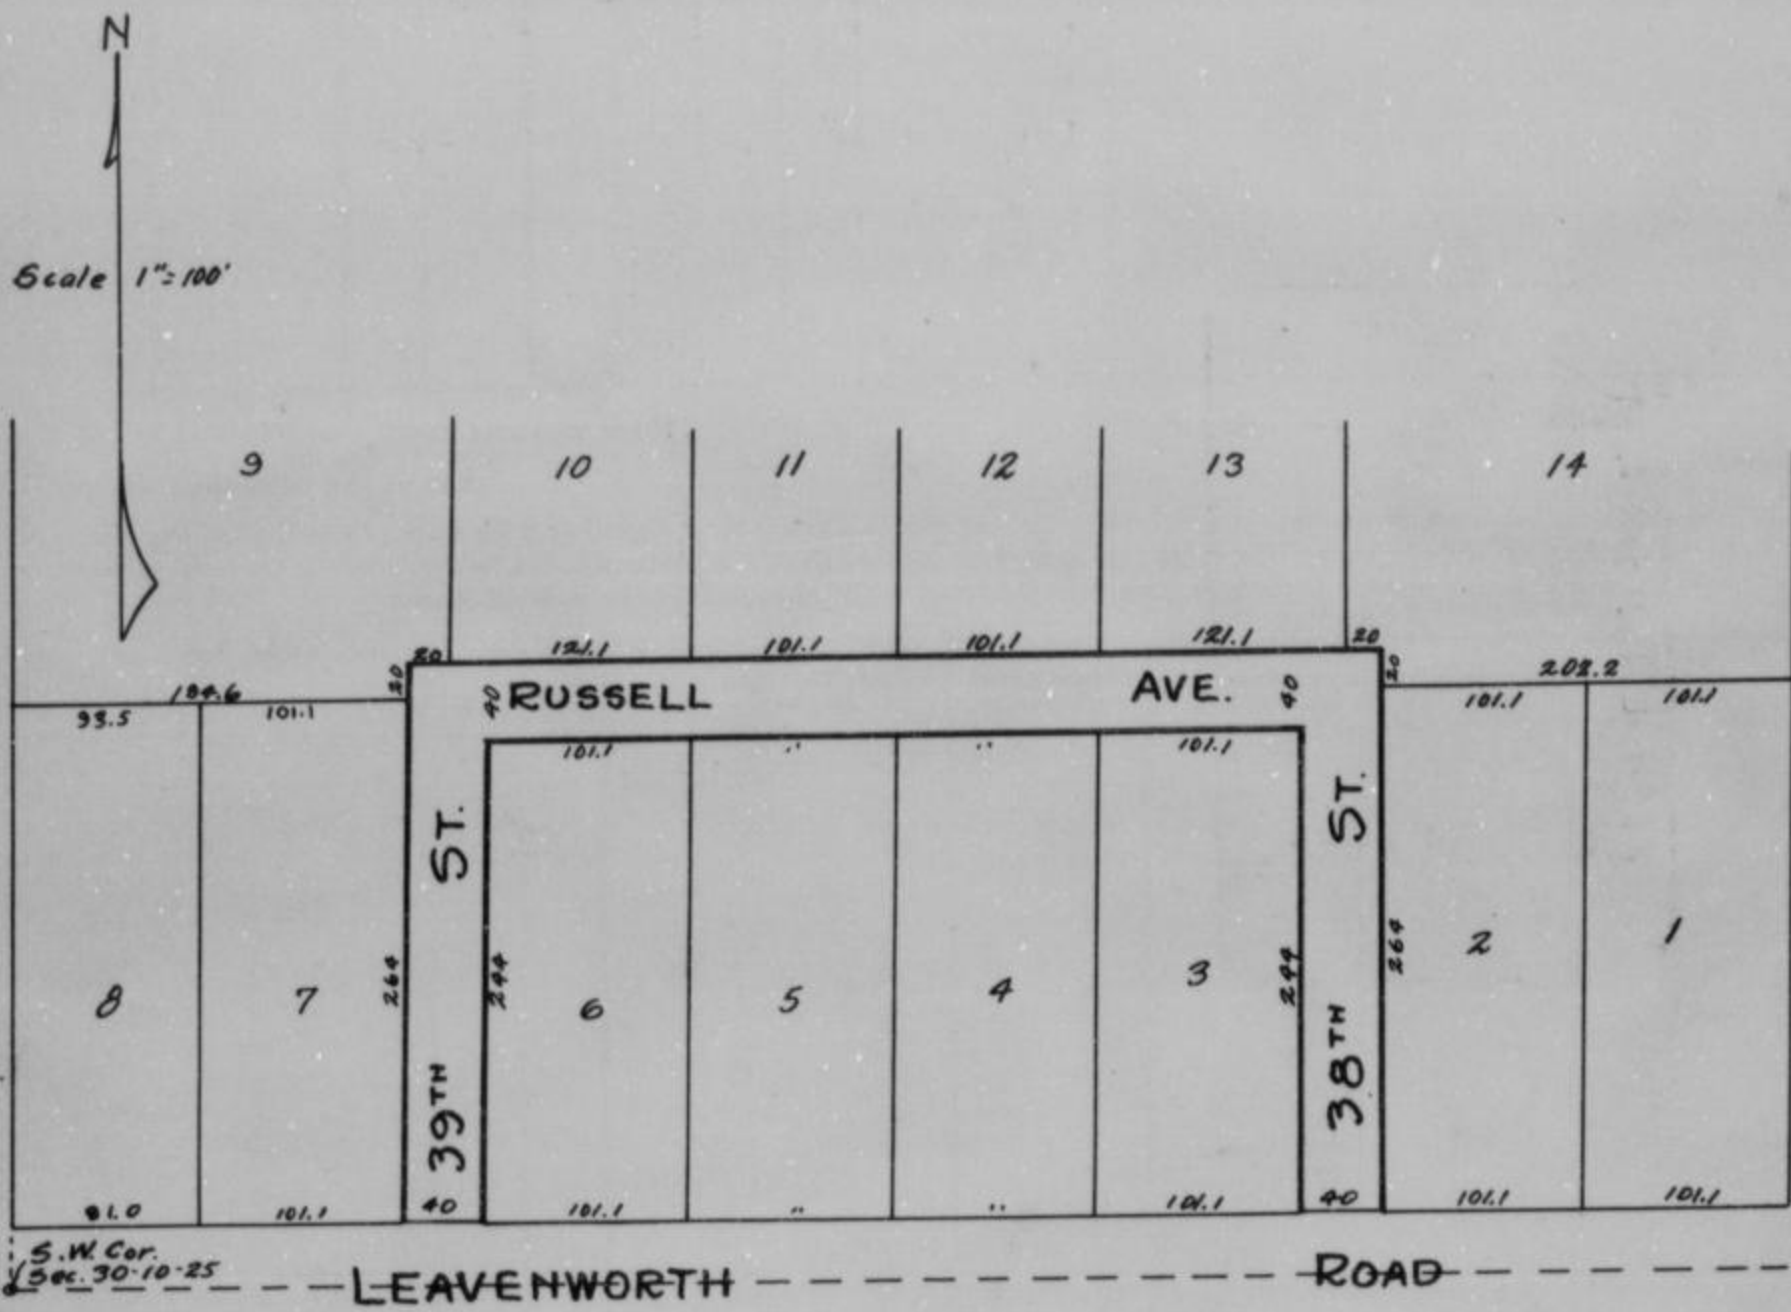 N
Scale 1"=100'
9 10 11 12 13 14
20 121.1 101.1 101.1 121.1 20
20 20
194.6 202.2
93.5 101.1 101.1 101.1
40 RUSSELL AVE. 40
101.1 " " 101.1
39TH ST.
38TH ST.
264 244 244 264
8 7 6 5 4 3 2 1
91.0 101.1 40 101.1 " " 101.1 40 101.1 101.1
S.W. Cor.
Sec. 30-10-25
LEAVENWORTH ROAD